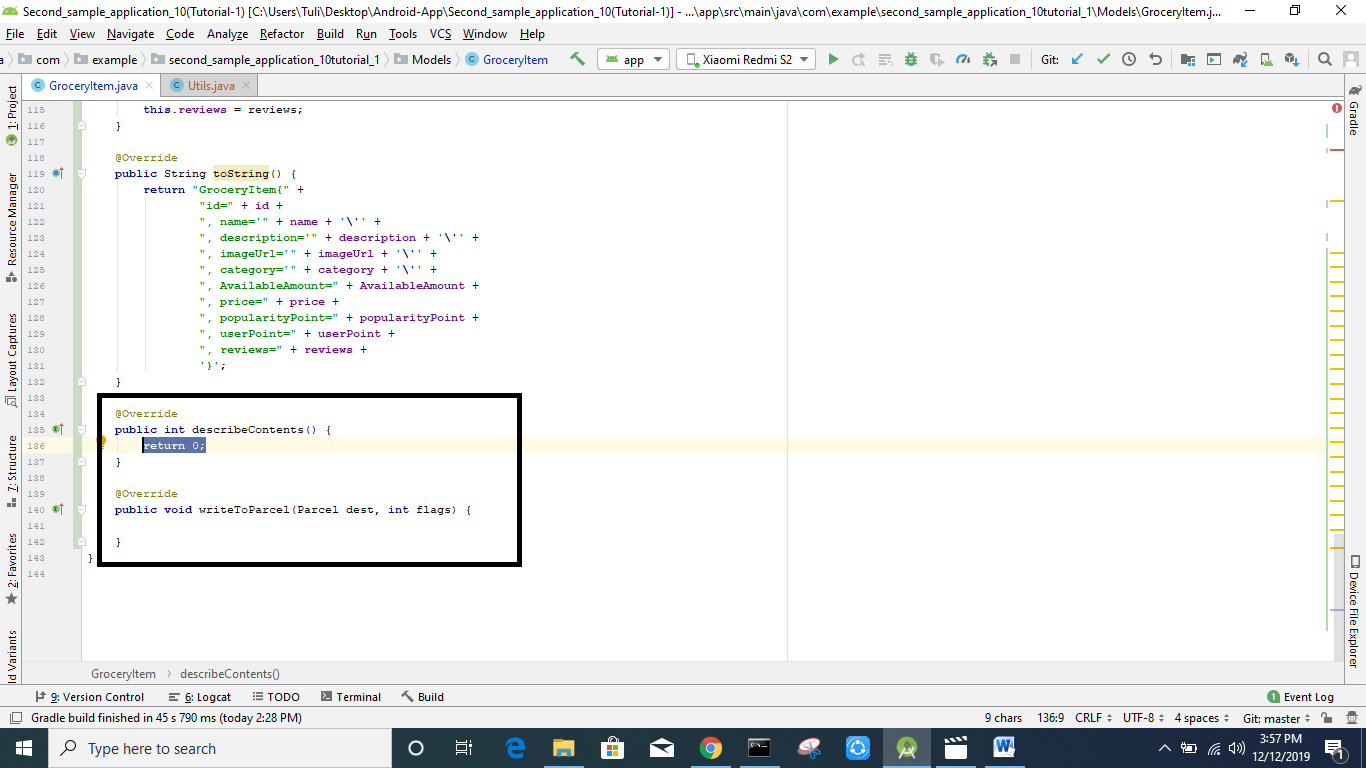 Second_sample_application_10(Tutorial-1) [C:\Users\Tuli\Desktop\Android-App\Second_sample_application_10(Tutorial-1)] - ...\app\src\main\java\com\example\second_sample_application_10tutorial_1\Models\GroceryItem.j...
File Edit View Navigate Code Analyze Refactor Build Run Tools VCS Window Help
a com example second_sample_application_10tutorial_1 Models GroceryItem app Xiaomi Redmi S2 Git:
GroceryItem.java Utils.java
1: Project
Resource Manager
Layout Captures
7: Structure
2: Favorites
ld Variants
115 this.reviews = reviews;
116 }
117
118 @Override
119 public String toString() {
120 return "GroceryItem{" +
121 "id=" + id +
122 ", name='" + name + '\'' +
123 ", description='" + description + '\'' +
124 ", imageUrl='" + imageUrl + '\'' +
125 ", category='" + category + '\'' +
126 ", AvailableAmount=" + AvailableAmount +
127 ", price=" + price +
128 ", popularityPoint=" + popularityPoint +
129 ", userPoint=" + userPoint +
130 ", reviews=" + reviews +
131 '}';
132 }
133
134 @Override
135 public int describeContents() {
136 return 0;
137 }
138
139 @Override
140 public void writeToParcel(Parcel dest, int flags) {
141
142 }
143 }
144
Gradle
Device File Explorer
GroceryItem › describeContents()
9: Version Control 6: Logcat TODO Terminal Build 1 Event Log
Gradle build finished in 45 s 790 ms (today 2:28 PM) 9 chars 136:9 CRLF UTF-8 4 spaces Git: master
Type here to search
3:57 PM
12/12/2019
1